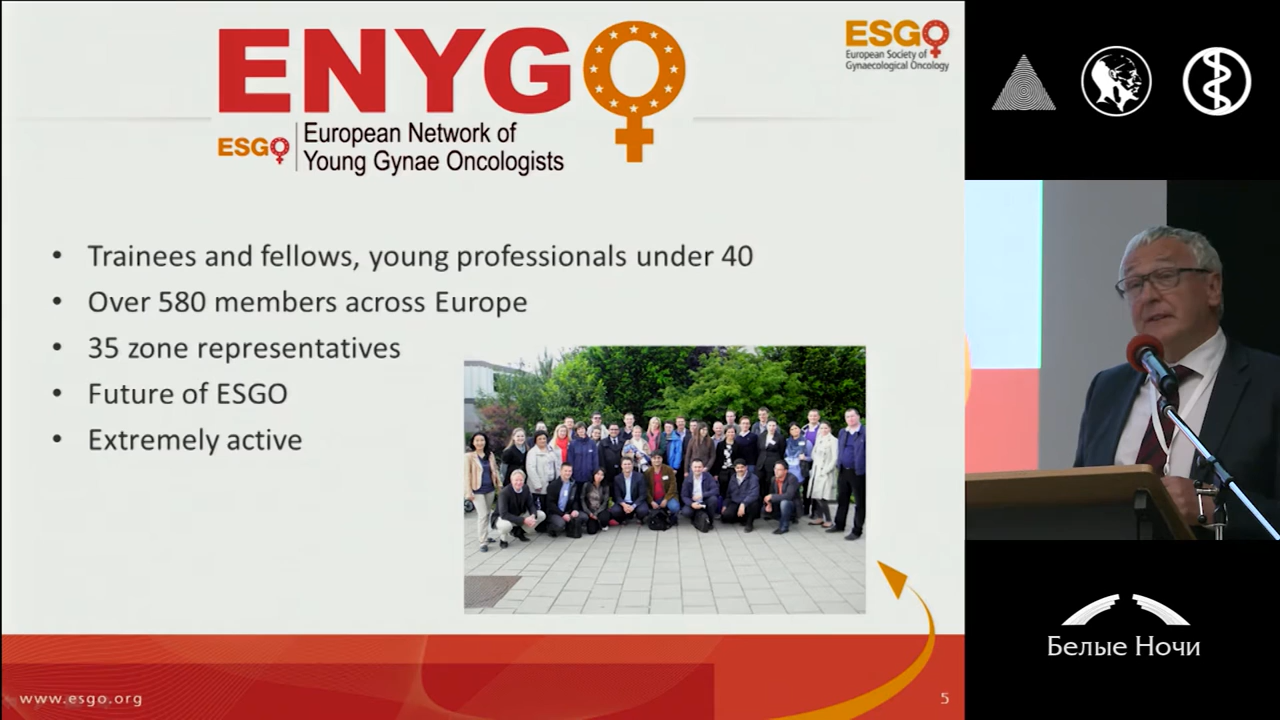 ENYGO
ESGO
European Network of
Young Gynae Oncologists
ESGO
European Society of
Gynaecological Oncology
• Trainees and fellows, young professionals under 40
• Over 580 members across Europe
• 35 zone representatives
• Future of ESGO
• Extremely active
www.esgo.org
5
Белые Ночи